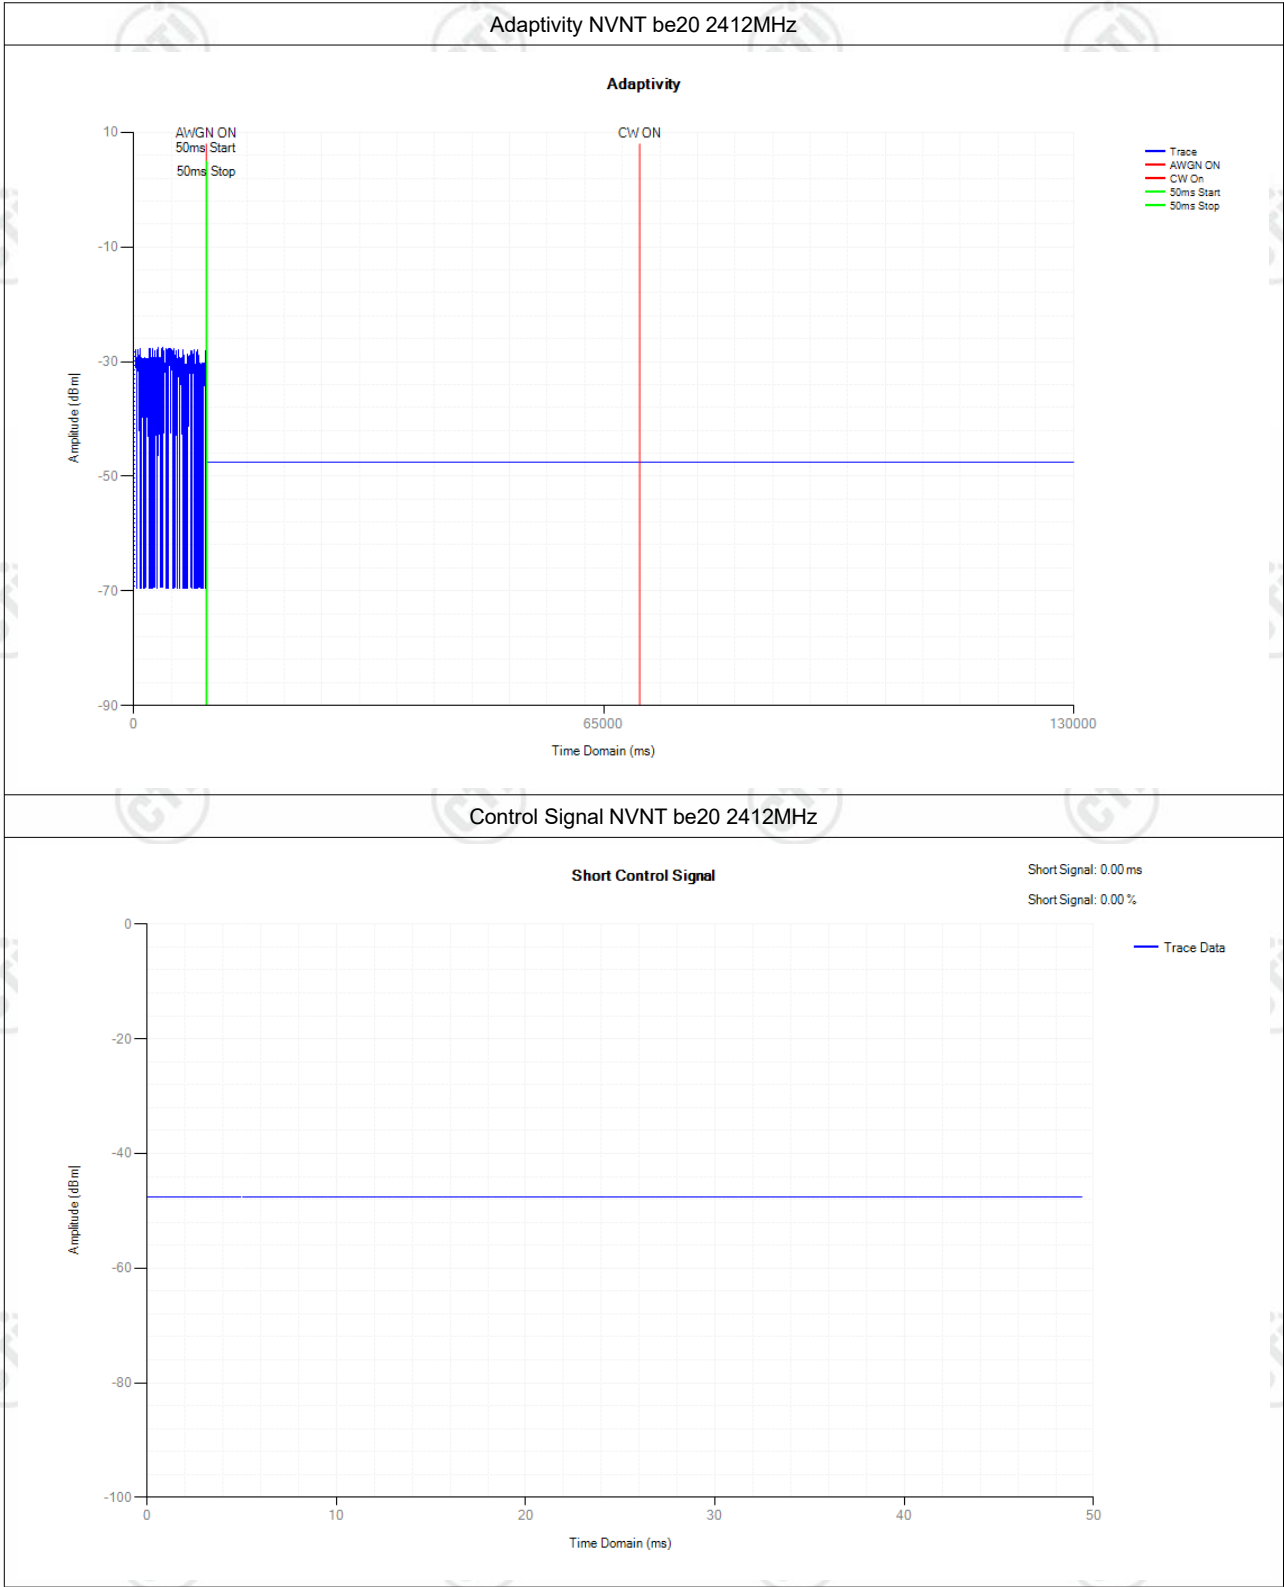 Adaptivity NVNT be20 2412MHz
Adaptivity
AWGN ON
50ms Start
50ms Stop
CW ON
Trace
AWGN ON
CW On
50ms Start
50ms Stop
10
-10
-30
-50
-70
-90
Amplitude [dBm]
0 65000 130000
Time Domain (ms)
Control Signal NVNT be20 2412MHz
Short Control Signal
Short Signal: 0.00 ms
Short Signal: 0.00 %
Trace Data
0
-20
-40
-60
-80
-100
Amplitude [dBm]
0 10 20 30 40 50
Time Domain (ms)